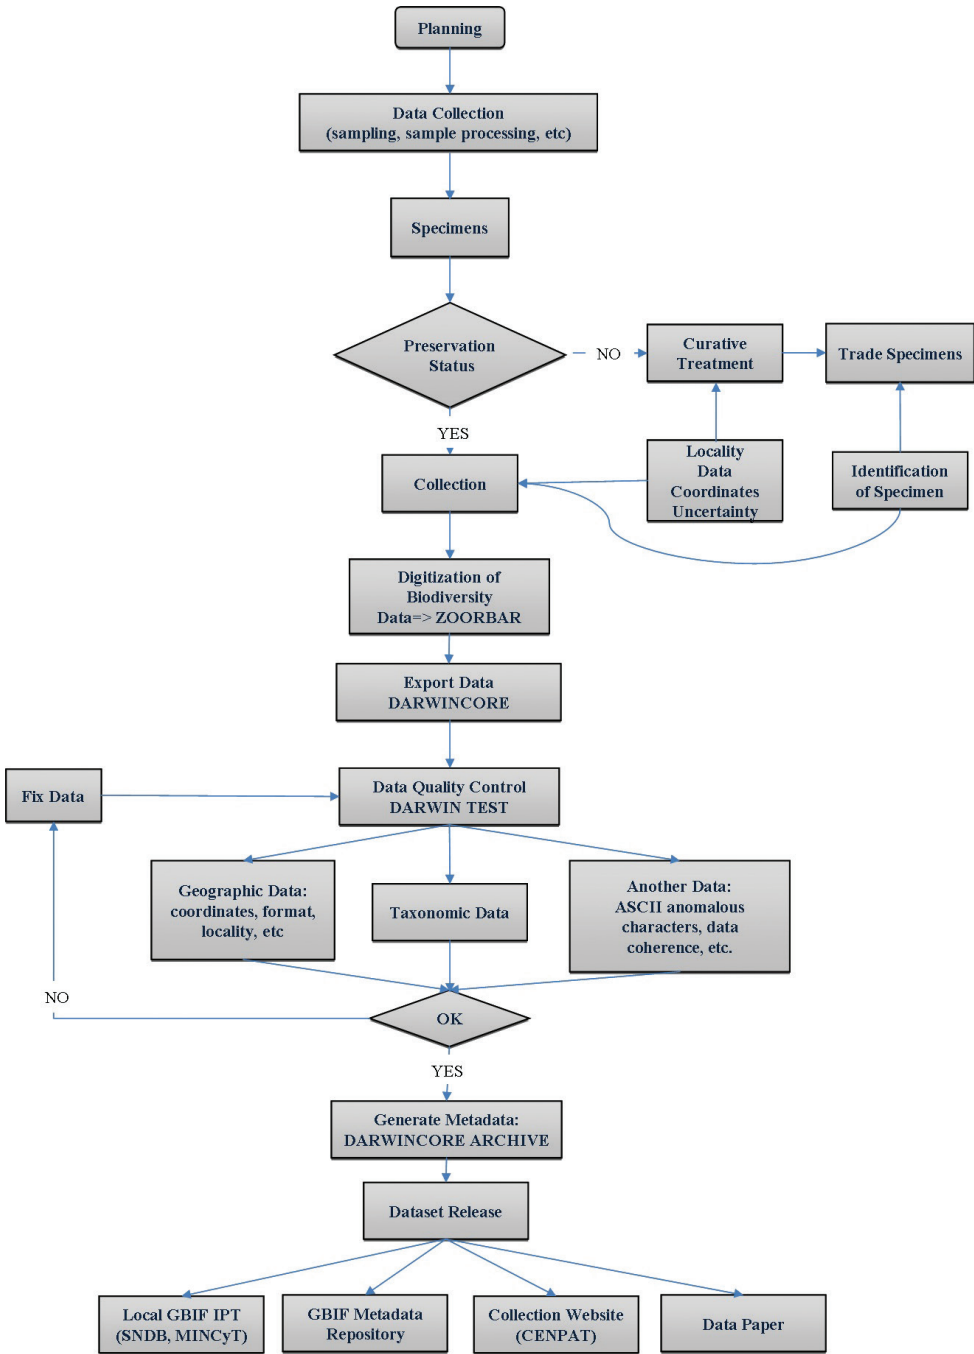 Planning
Data Collection
(sampling, sample processing, etc)
Specimens
Preservation
Status
NO
Curative
Treatment
Trade Specimens
YES
Locality
Data
Coordinates
Uncertainty
Identification
of Specimen
Collection
Digitization of
Biodiversity
Data=> ZOORBAR
Export Data
DARWINCORE
Fix Data
Data Quality Control
DARWIN TEST
Geographic Data:
coordinates, format,
locality, etc
Taxonomic Data
Another Data:
ASCII anomalous
characters, data
coherence, etc.
NO
OK
YES
Generate Metadata:
DARWINCORE ARCHIVE
Dataset Release
Local GBIF IPT
(SNDB, MINCyT)
GBIF Metadata
Repository
Collection Website
(CENPAT)
Data Paper